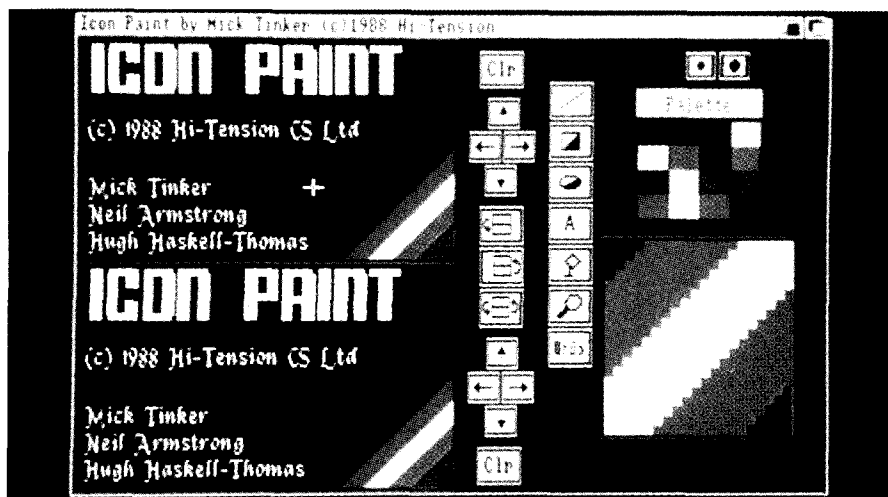 Icon Paint by Mick Tinker (c)1988 Hi-Tension
ICON PAINT
(c) 1988 Hi-Tension CS Ltd
Mick Tinker
Neil Armstrong
Hugh Haskell-Thomas
ICON PAINT
(c) 1988 Hi-Tension CS Ltd
Mick Tinker
Neil Armstrong
Hugh Haskell-Thomas
Clr
A
Clr
Palette